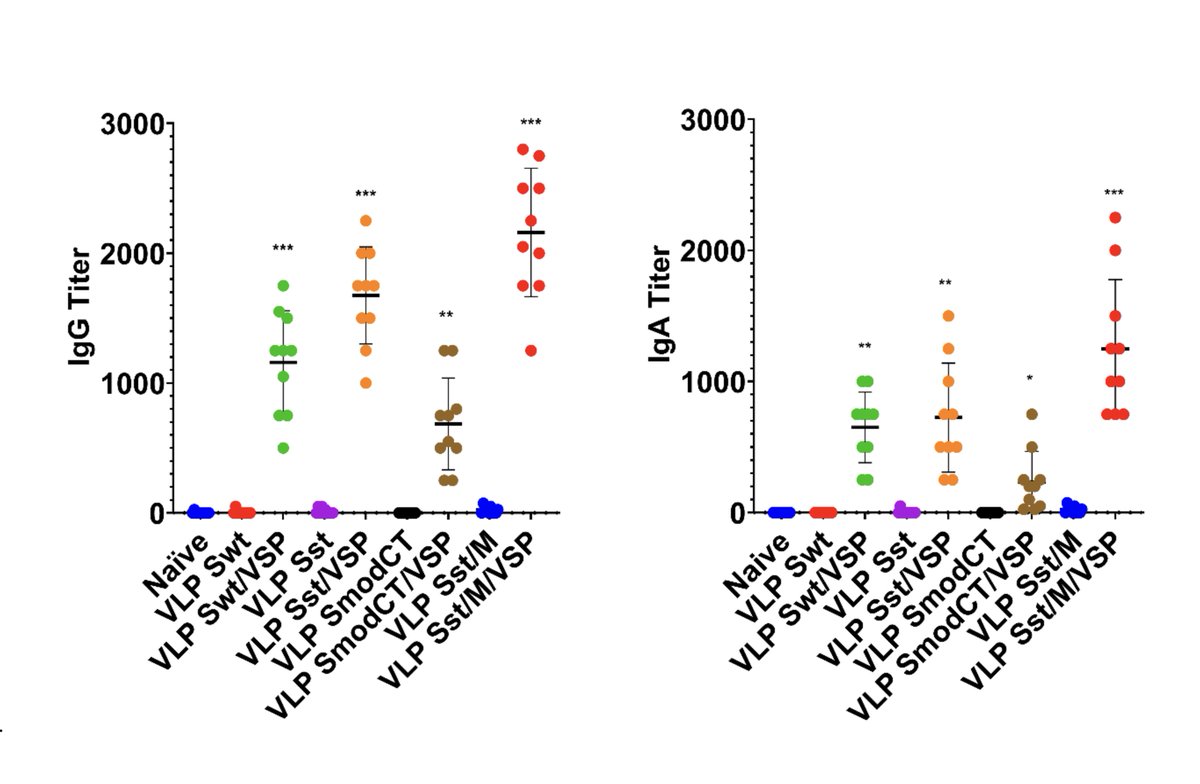 IgG Titer
3000
2000
1000
0
***
***
**
***
Naïve
VLP Swt
VLP Swt/VSP
VLP Sst
VLP Sst/VSP
VLP SmodCT
VLP SmodCT/VSP
VLP Sst/M
VLP Sst/M/VSP
IgA Titer
3000
2000
1000
0
**
**
*
***
Naive
VLP Swt
VLP Swt/VSP
VLP Sst
VLP Sst/VSP
VLP SmodCT
VLP SmodCT/VSP
VLP Sst/M
VLP Sst/M/VSP